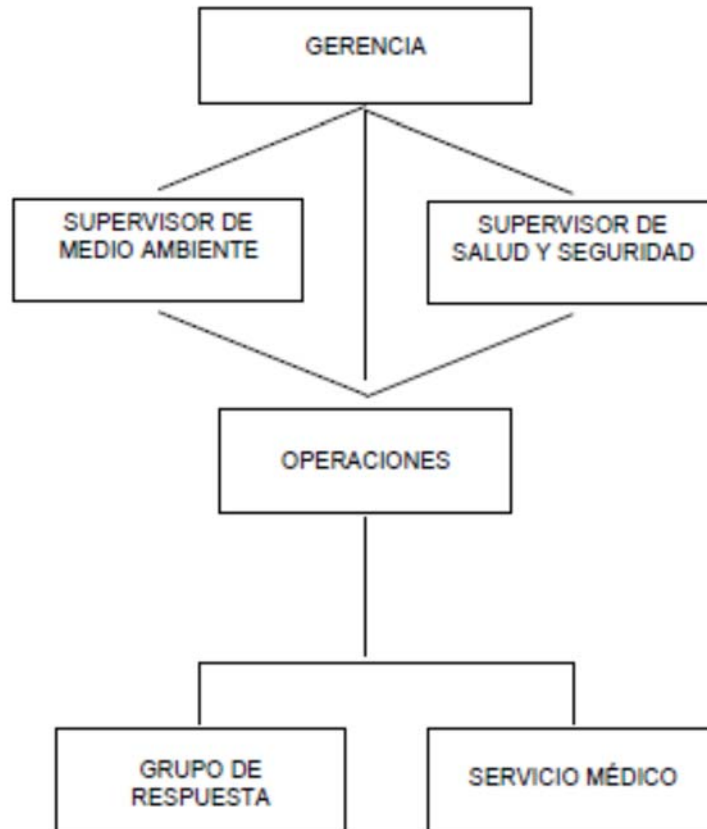 GERENCIA
SUPERVISOR DE
MEDIO AMBIENTE
SUPERVISOR DE
SALUD Y SEGURIDAD
OPERACIONES
GRUPO DE
RESPUESTA
SERVICIO MÉDICO